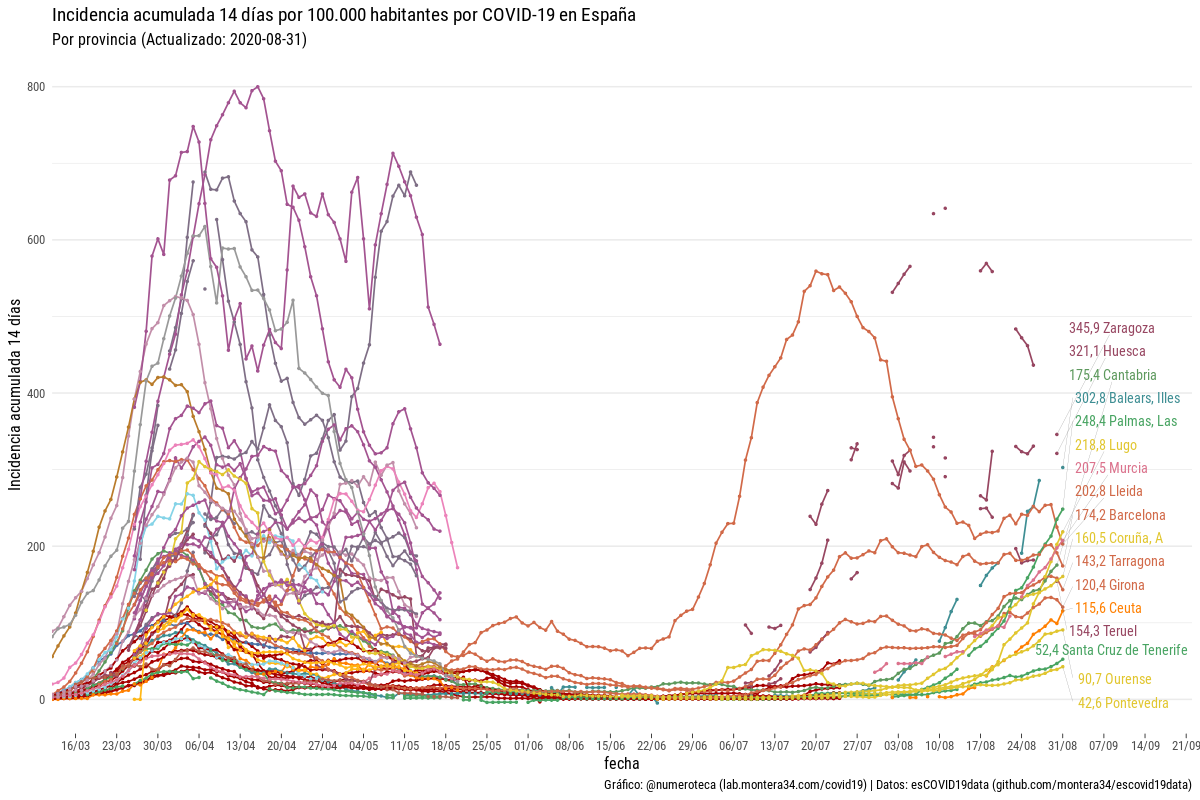 Incidencia acumulada 14 días por 100.000 habitantes por COVID-19 en España
Por provincia (Actualizado: 2020-08-31)
Incidencia acumulada 14 días
800
600
400
200
0
345,9 Zaragoza
321,1 Huesca
175,4 Cantabria
302,8 Balears, Illes
248,4 Palmas, Las
218,8 Lugo
207,5 Murcia
202,8 Lleida
174,2 Barcelona
160,5 Coruña, A
143,2 Tarragona
120,4 Girona
115,6 Ceuta
154,3 Teruel
52,4 Santa Cruz de Tenerife
90,7 Ourense
42,6 Pontevedra
16/03 23/03 30/03 06/04 13/04 20/04 27/04 04/05 11/05 18/05 25/05 01/06 08/06 15/06 22/06 29/06 06/07 13/07 20/07 27/07 03/08 10/08 17/08 24/08 31/08 07/09 14/09 21/09
fecha
Gráfico: @numeroteca (lab.montera34.com/covid19) | Datos: esCOVID19data (github.com/montera34/escovid19data)